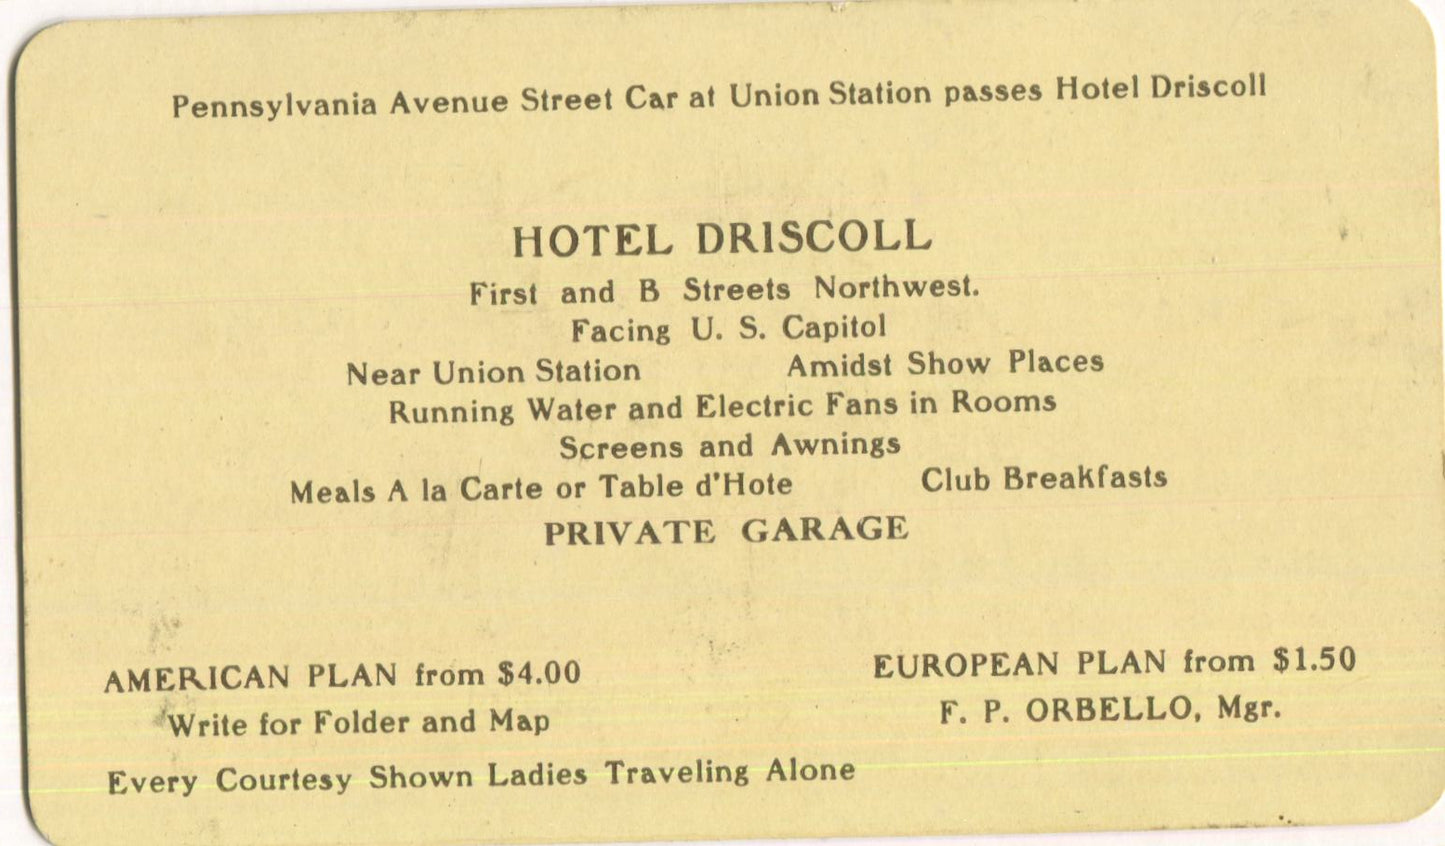 Pennsylvania Avenue Street Car at Union Station passes Hotel Driscoll
HOTEL DRISCOLL
First and B Streets Northwest.
Facing U. S. Capitol
Near Union Station Amidst Show Places
Running Water and Electric Fans in Rooms
Screens and Awnings
Meals A la Carte or Table d'Hote Club Breakfasts
PRIVATE GARAGE
AMERICAN PLAN from $4.00 EUROPEAN PLAN from $1.50
Write for Folder and Map F. P. ORBELLO, Mgr.
Every Courtesy Shown Ladies Traveling Alone